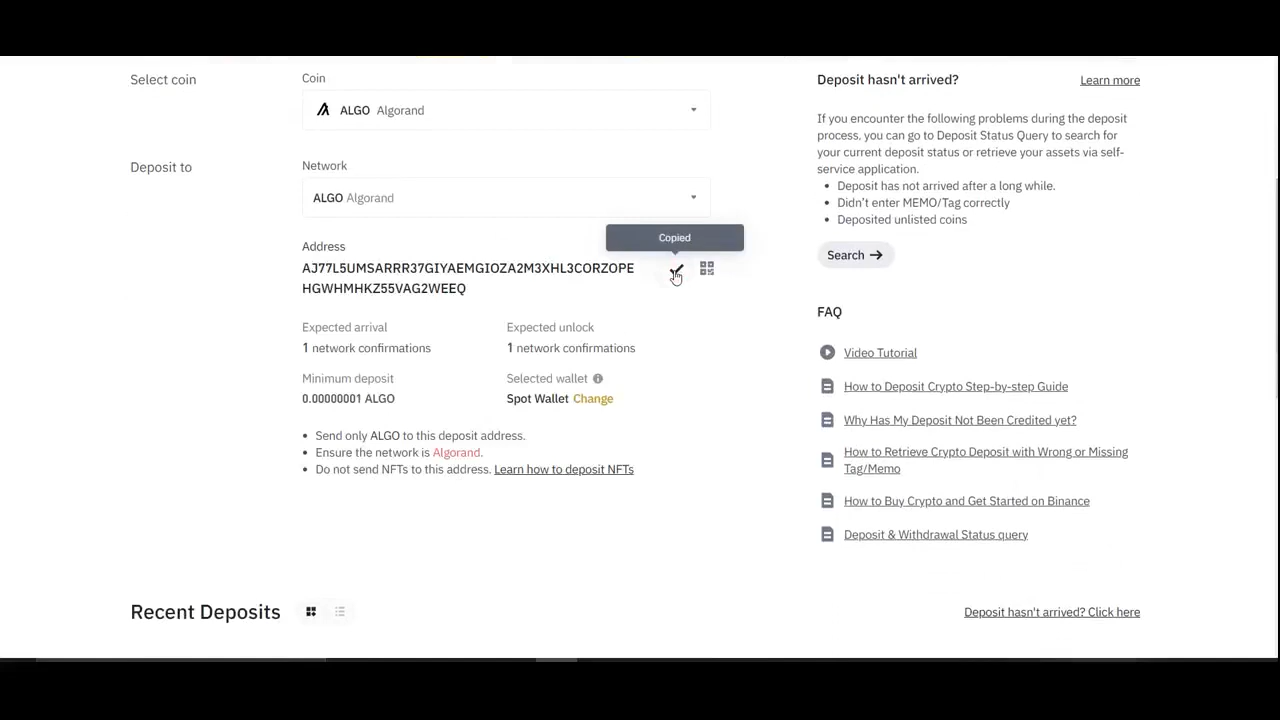 Select coin
Coin
ALGO Algorand
Deposit to
Network
ALGO Algorand
Copied
Address
AJ77L5UMSARRR37GIYAEMGIOZA2M3XHL3CORZOPE
HGWHMHKZ55VAG2WEEQ
Expected arrival
Expected unlock
1 network confirmations
1 network confirmations
Minimum deposit
Selected wallet
0.00000001 ALGO
Spot Wallet Change
• Send only ALGO to this deposit address.
• Ensure the network is Algorand.
• Do not send NFTs to this address. Learn how to deposit NFTs
Deposit hasn't arrived?
Learn more
If you encounter the following problems during the deposit
process, you can go to Deposit Status Query to search for
your current deposit status or retrieve your assets via self-
service application.
• Deposit has not arrived after a long while.
• Didn't enter MEMO/Tag correctly
• Deposited unlisted coins
Search
FAQ
Video Tutorial
How to Deposit Crypto Step-by-step Guide
Why Has My Deposit Not Been Credited yet?
How to Retrieve Crypto Deposit with Wrong or Missing
Tag/Memo
How to Buy Crypto and Get Started on Binance
Deposit & Withdrawal Status query
Recent Deposits
Deposit hasn't arrived? Click here